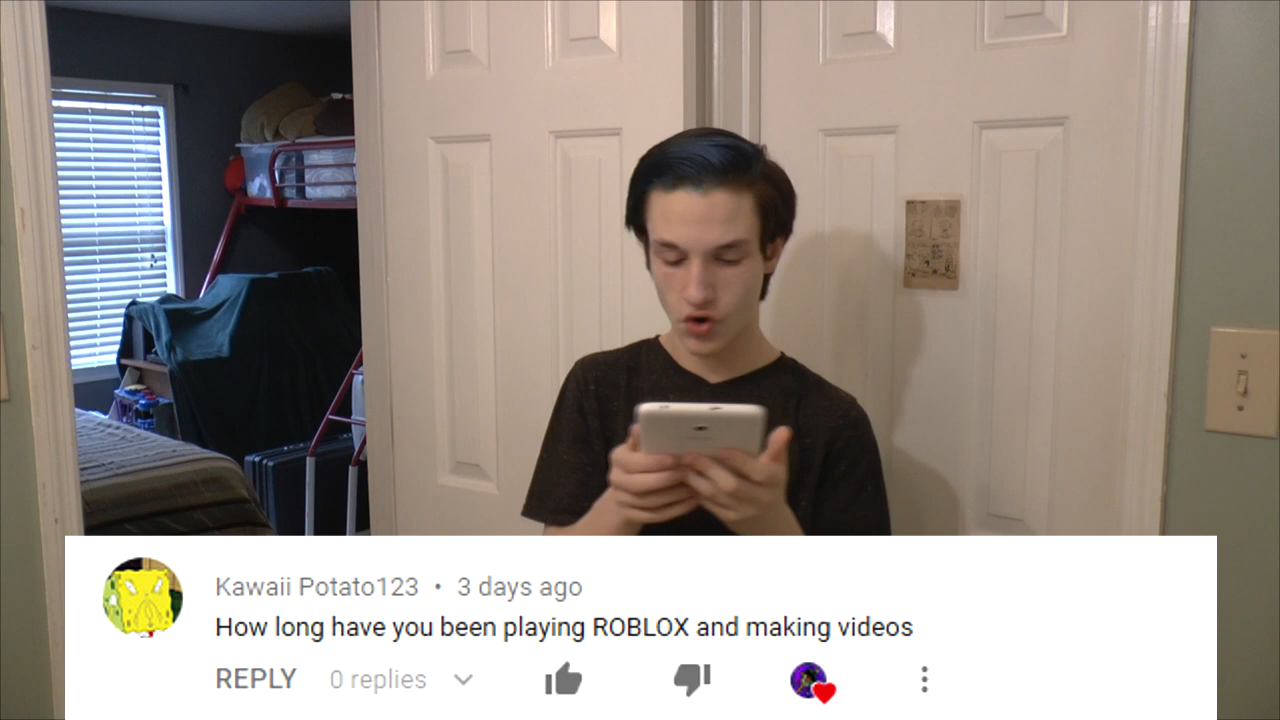 Kawaii Potato123 • 3 days ago
How long have you been playing ROBLOX and making videos
REPLY 0 replies